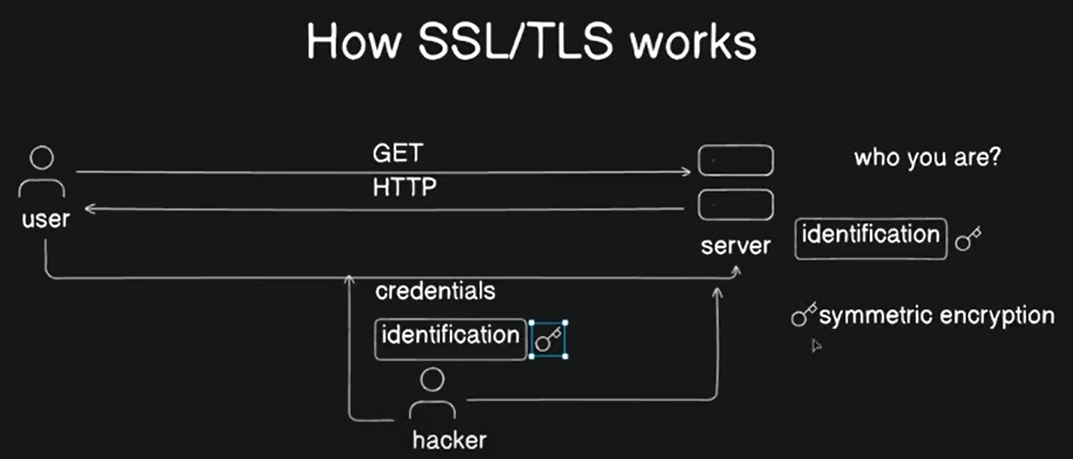 How SSL/TLS works
GET
who you are?
HTTP
user
identification
server
credentials
symmetric encryption
identification
hacker